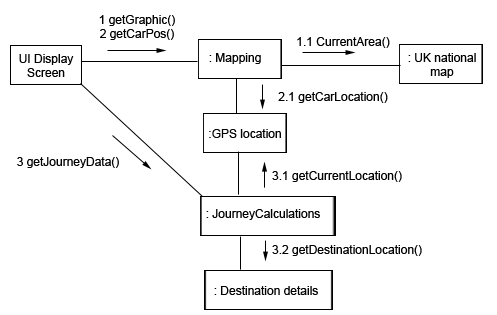 1 getGraphic()
2 getCarPos()
1.1 CurrentArea()
UI Display
Screen
: Mapping
: UK national
map
2.1 getCarLocation()
:GPS location
3 getJourneyData()
3.1 getCurrentLocation()
: JourneyCalculations
3.2 getDestinationLocation()
: Destination details